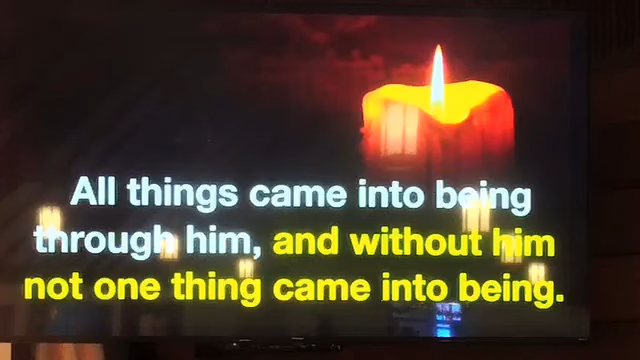 All things came into being
through him, and without him
not one thing came into being.